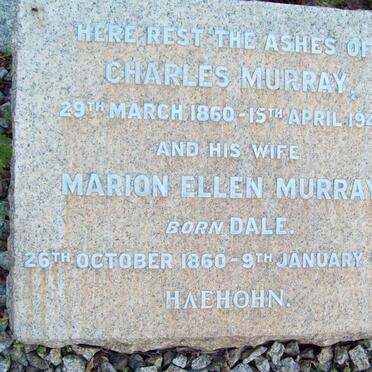 HERE REST THE ASHES OF
CHARLES MURRAY,
29TH MARCH 1860 - 15TH APRIL 194
AND HIS WIFE
MARION ELLEN MURRAY
BORN DALE.
26TH OCTOBER 1860 - 9TH JANUARY
HAEHOHN.